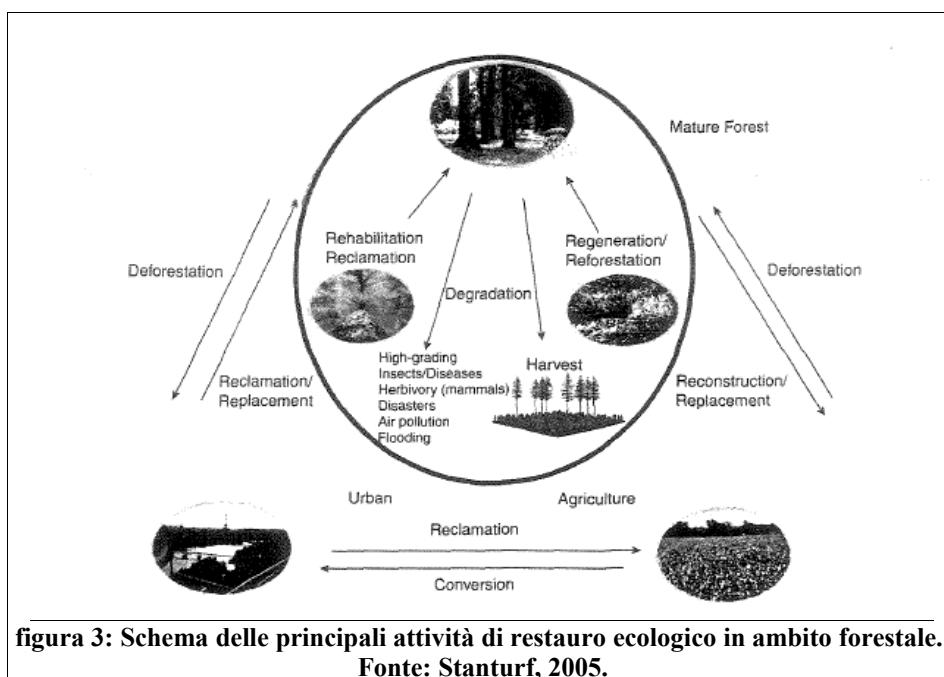 Mature Forest
Rehabilitation
Reclamation
Regeneration/
Reforestation
Deforestation
Deforestation
Degradation
High-grading
Insects/Diseases
Herbivory (mammals)
Disasters
Air pollution
Flooding
Harvest
Reclamation/
Replacement
Reconstruction/
Replacement
Urban
Agriculture
Reclamation
Conversion
figura 3: Schema delle principali attività di restauro ecologico in ambito forestale.
Fonte: Stanturf, 2005.